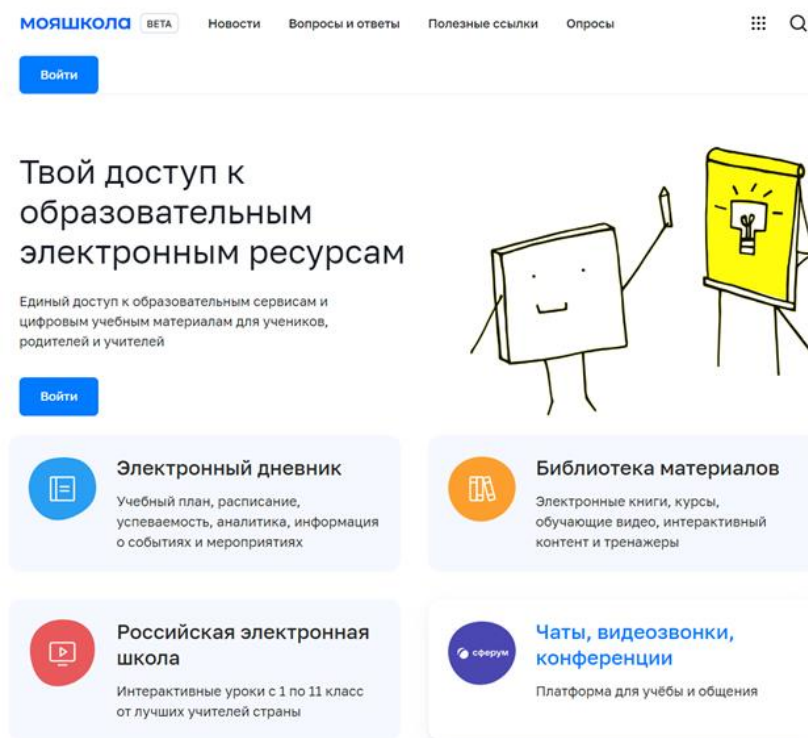 мояшкола BETA Новости Вопросы и ответы Полезные ссылки Опросы
Войти
Твой доступ к
образовательным
электронным ресурсам
Единый доступ к образовательным сервисам и
цифровым учебным материалам для учеников,
родителей и учителей
Войти
Электронный дневник
Учебный план, расписание,
успеваемость, аналитика, информация
о событиях и мероприятиях
Библиотека материалов
Электронные книги, курсы,
обучающие видео, интерактивный
контент и тренажеры
Российская электронная
школа
Интерактивные уроки с 1 по 11 класс
от лучших учителей страны
сферум
Чаты, видеозвонки,
конференции
Платформа для учёбы и общения